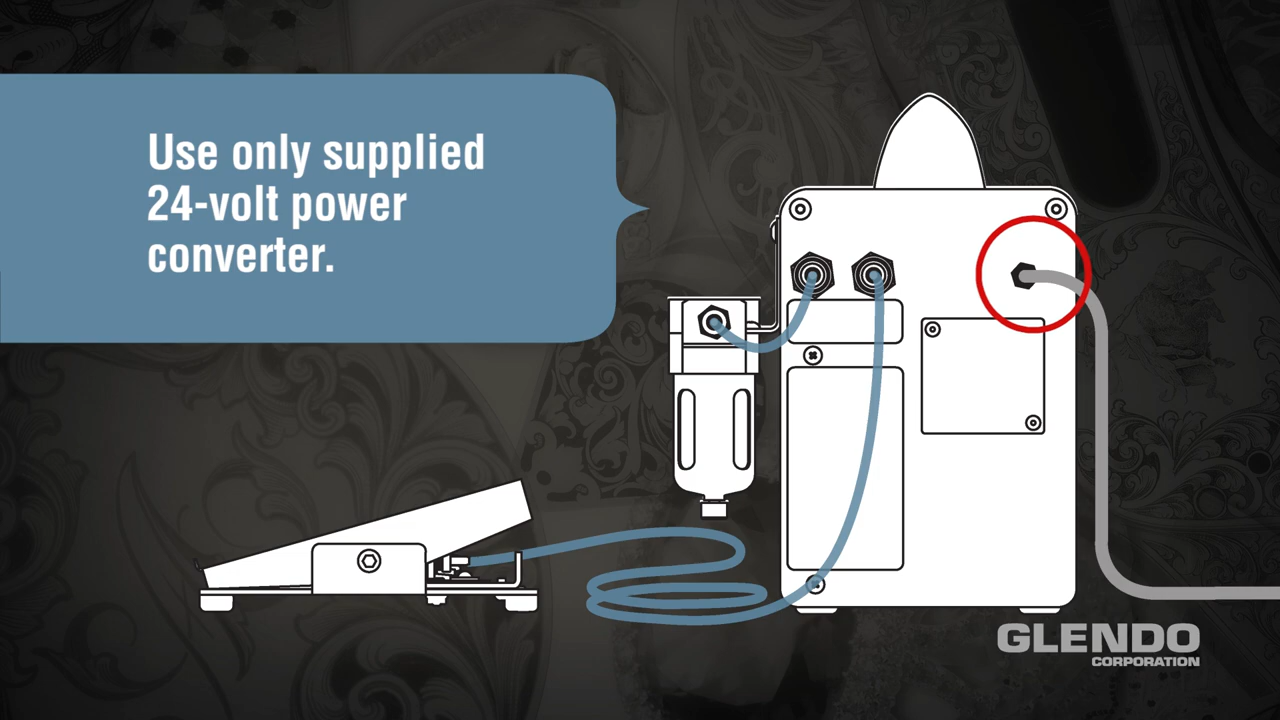 Use only supplied
24-volt power
converter.
GLENDO
CORPORATION